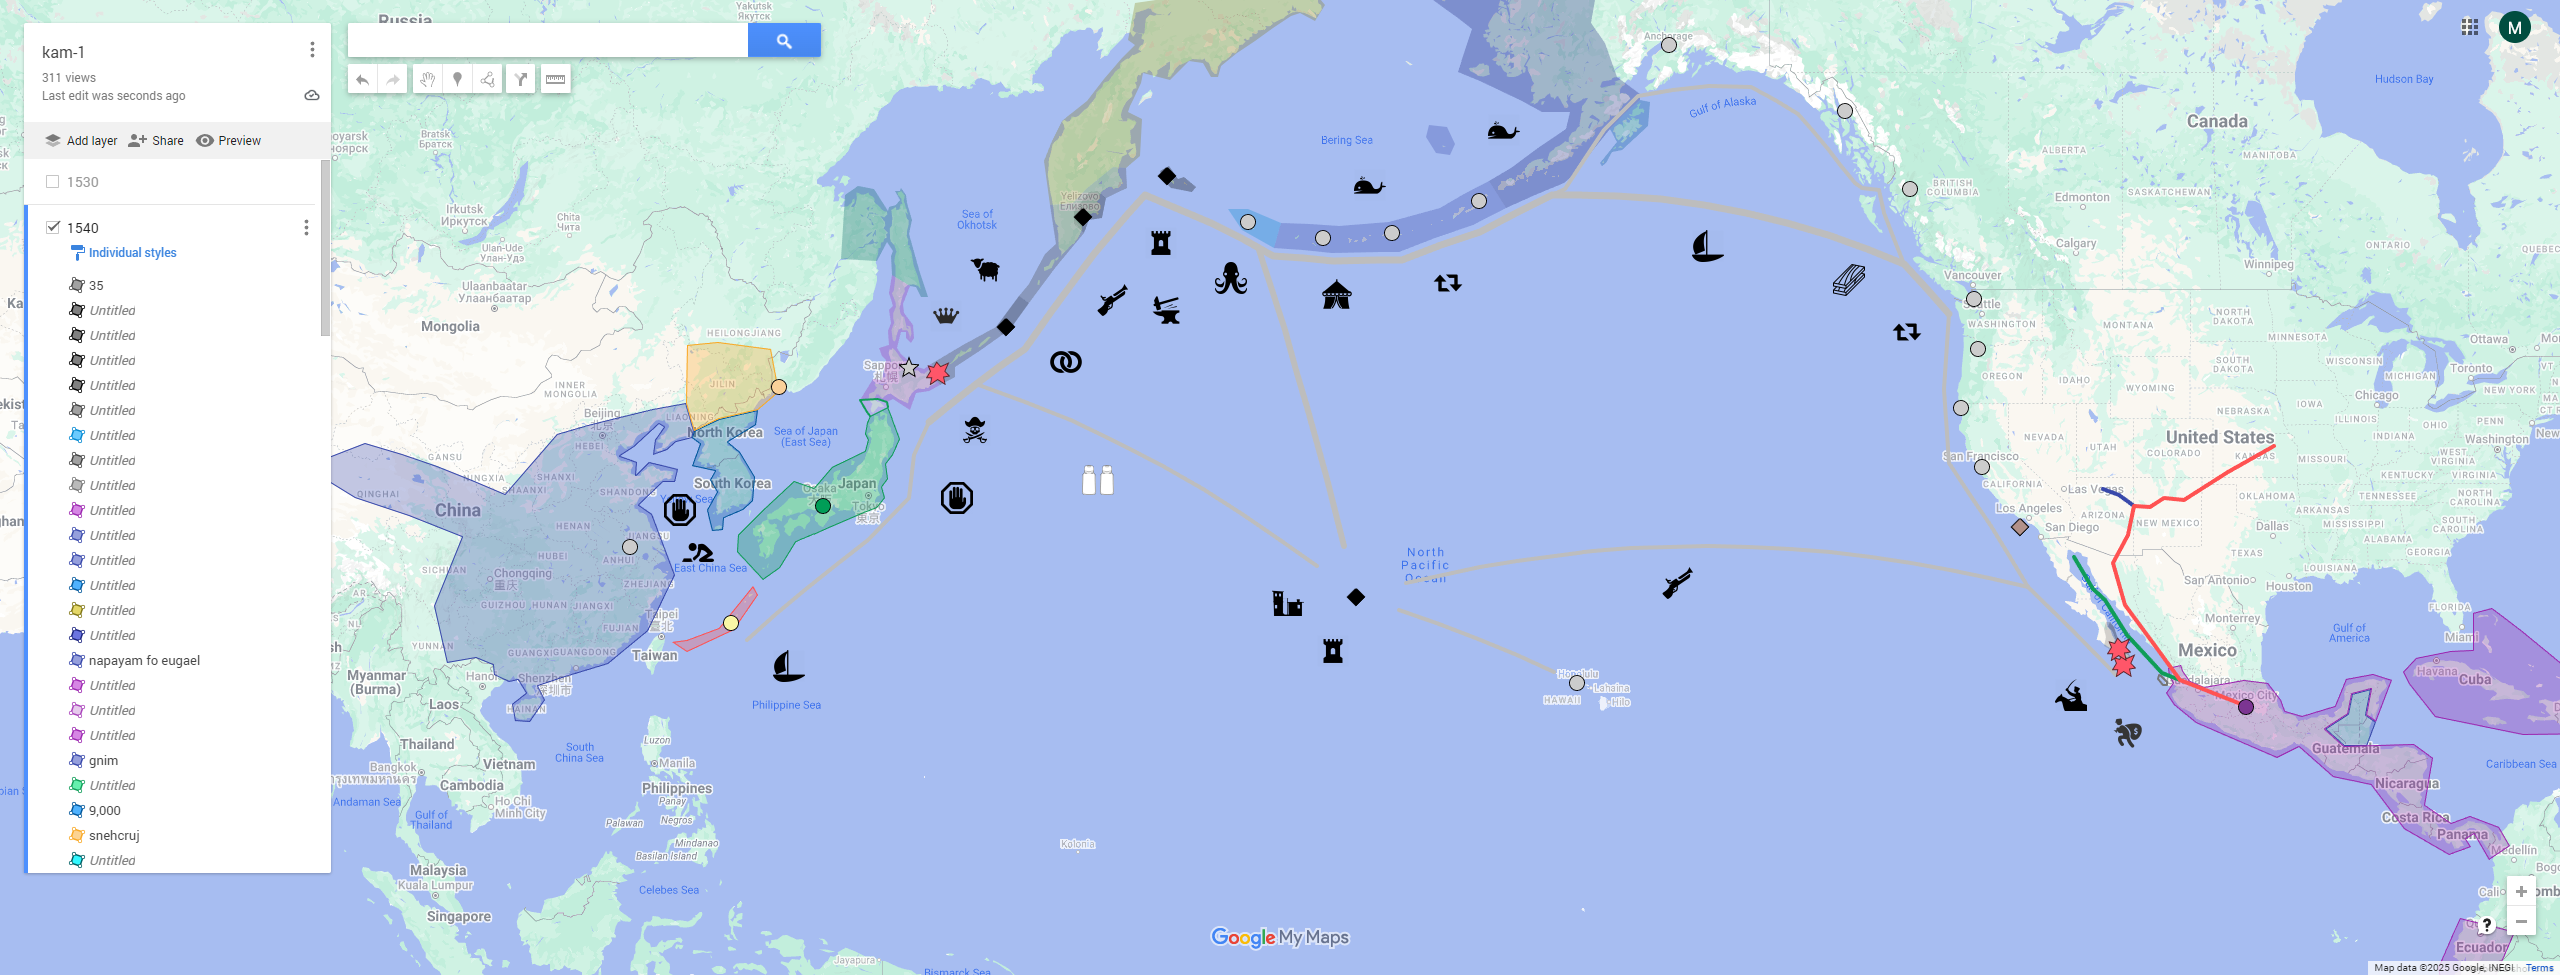 kam-1
311 views
Last edit was seconds ago
Add layer
Share
Preview
1530
1540
Individual styles
35
Untitled
Untitled
Untitled
Untitled
Untitled
Untitled
Untitled
Untitled
Untitled
Untitled
Untitled
Untitled
Untitled
Untitled
napayam fo eugael
Untitled
Untitled
Untitled
gnim
Untitled
9,000
snehcruj
Untitled
M
Russia
Yakutsk
Якутск
Bratsk
Братск
Irkutsk
Иркутск
Chita
Чита
Ulan-Ude
Улан-Удэ
Ulaanbaatar
Улаанбаатар
Mongolia
INNER
MONGOLIA
HEILONGJIANG
JILIN
LIAONING
Beijing
HEBEI
GANSU
NINGXIA
QINGHAI
SHAANXI
SHANXI
SHANDONG
China
HENAN
JIANGSU
ANHUI
HUBEI
Chongqing
重庆
ZHEJIANG
GUIZHOU
HUNAN
JIANGXI
FUJIAN
YUNNAN
GUANGXI
GUANGDONG
Shenzhen
深圳市
HAINAN
Hanoi
Taipei
臺北
Taiwan
North Korea
South Korea
Sea of Japan
(East Sea)
Japan
Osaka
Tokyo
東京
Sapporo
札幌
Sea of
Okhotsk
Yelizovo
Елизово
East China Sea
Philippine Sea
Myanmar
(Burma)
Laos
Thailand
Bangkok
กรุงเทพมหานคร
Vietnam
Cambodia
Ho Chi
Minh City
Andaman Sea
Gulf of
Thailand
South
China Sea
Luzon
Manila
Philippines
Panay
Negros
Palawan
Mindanao
Basilan Island
Malaysia
Kuala Lumpur
Singapore
Celebes Sea
Kolonia
Jayapura
Bismarck Sea
Bering Sea
Anchorage
Gulf of Alaska
North
Pacific
Ocean
Honolulu
Lahaina
HAWAII
Hilo
Hudson Bay
Canada
ALBERTA
MANITOBA
BRITISH
COLUMBIA
Edmonton
SASKATCHEWAN
Calgary
ONTARIO
QUEBEC
Winnipeg
Vancouver
Seattle
WASHINGTON
MONTANA
NORTH
DAKOTA
SOUTH
DAKOTA
OREGON
IDAHO
WYOMING
WISCONSIN
MICHIGAN
Ottawa
Toronto
NEW YORK
Chicago
NEBRASKA
IOWA
NEVADA
UTAH
COLORADO
United States
KANSAS
ILLINOIS
INDIANA
OHIO
PENN
Washington
MISSOURI
WEST
VIRGINIA
KENTUCKY
VIRGINIA
San Francisco
CALIFORNIA
Las Vegas
Los Angeles
San Diego
ARIZONA
NEW MEXICO
OKLAHOMA
TENNESSEE
NORTH
CAROLINA
ARKANSAS
SOUTH
CAROLINA
MISSISSIPPI
Dallas
ALABAMA
GEORGIA
TEXAS
LOUISIANA
San Antonio
Houston
FLORIDA
Monterrey
Miami
Gulf of
America
Mexico
Guadalajara
Mexico City
Havana
Cuba
Guatemala
Caribbean Sea
Nicaragua
Costa Rica
Panama
Medellín
Cali
Ecuador
Google My Maps
Map data ©2025 Google, INEGI
Terms